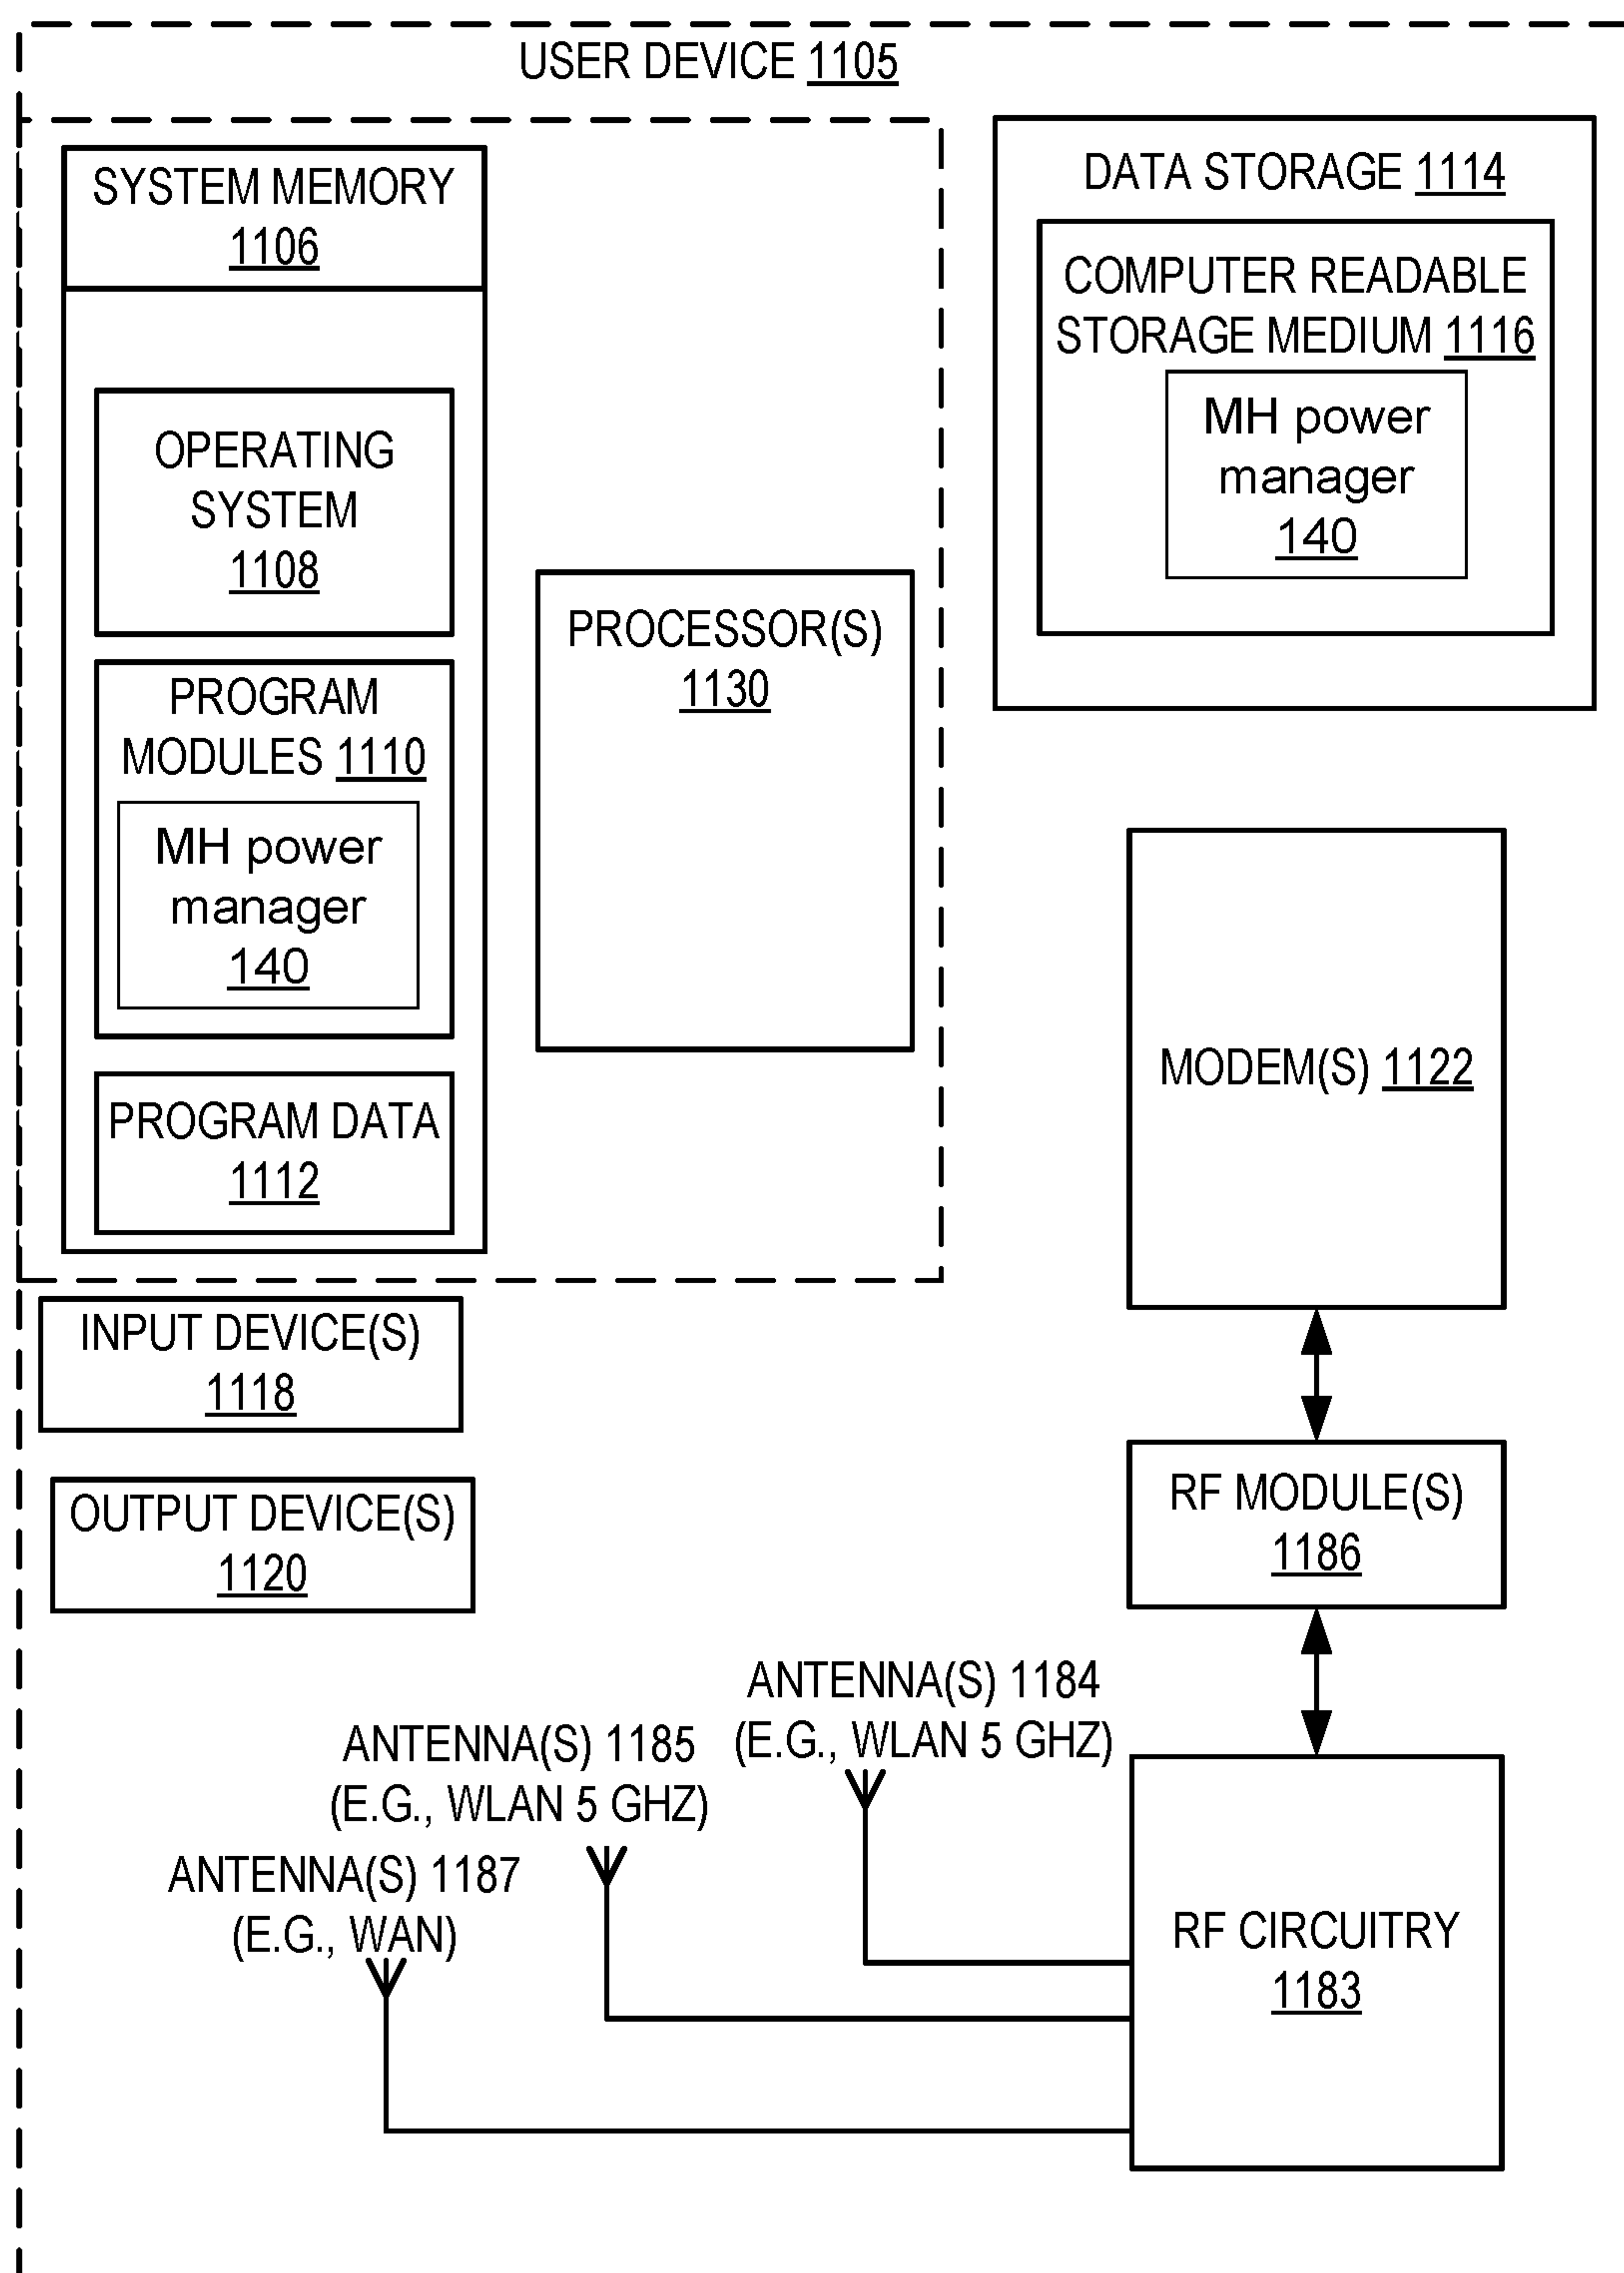 USER DEVICE 1105
SYSTEM MEMORY
1106
OPERATING
SYSTEM
1108
PROGRAM
MODULES 1110
MH power
manager
140
PROGRAM DATA
1112
PROCESSOR(S)
1130
DATA STORAGE 1114
COMPUTER READABLE
STORAGE MEDIUM 1116
MH power
manager
140
MODEM(S) 1122
INPUT DEVICE(S)
1118
OUTPUT DEVICE(S)
1120
RF MODULE(S)
1186
ANTENNA(S) 1184
(E.G., WLAN 5 GHZ)
ANTENNA(S) 1185
(E.G., WLAN 5 GHZ)
ANTENNA(S) 1187
(E.G., WAN)
RF CIRCUITRY
1183